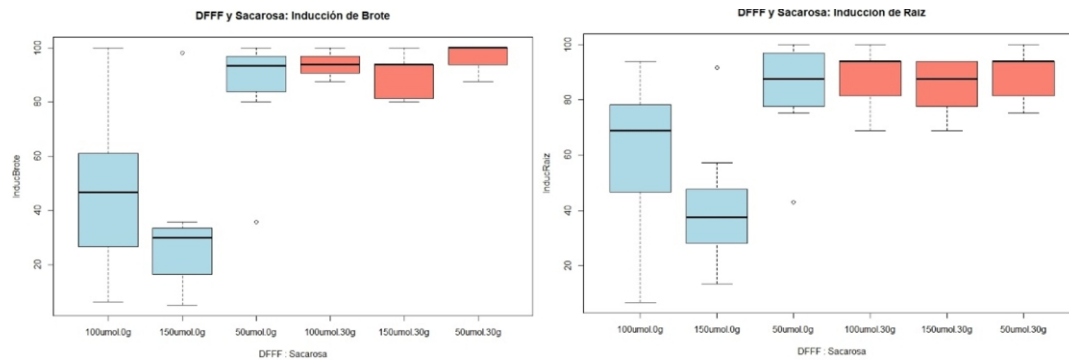 DFFF y Sacarosa: Inducción de Brote
InducBrote
100
80
60
40
20
100umol.0g 150umol.0g 50umol.0g 100umol.30g 150umol.30g 50umol.30g
DFFF : Sacarosa
DFFF y Sacarosa: Inducción de Raiz
InducRaiz
100
80
60
40
20
100umol.0g 150umol.0g 50umol.0g 100umol.30g 150umol.30g 50umol.30g
DFFF : Sacarosa